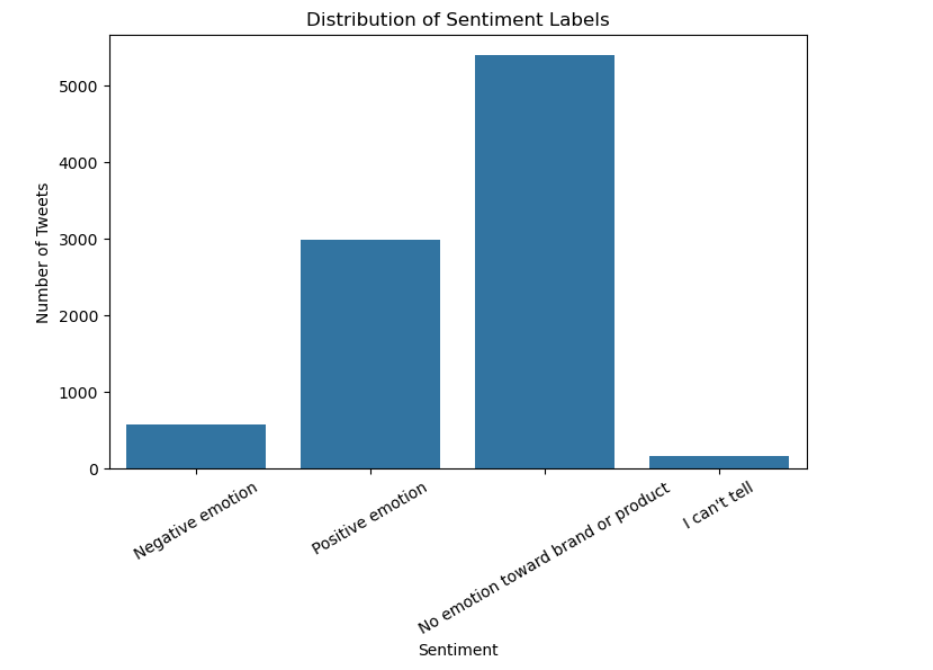 Distribution of Sentiment Labels
Number of Tweets
5000
4000
3000
2000
1000
0
Negative emotion
Positive emotion
No emotion toward brand or product
I can't tell
Sentiment